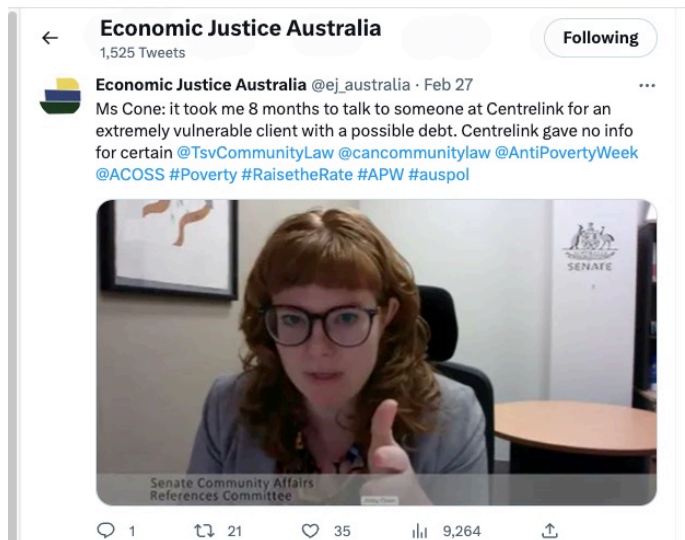 Economic Justice Australia
1,525 Tweets
Following
Economic Justice Australia @ej_australia · Feb 27
Ms Cone: it took me 8 months to talk to someone at Centrelink for an
extremely vulnerable client with a possible debt. Centrelink gave no info
for certain @TsvCommunityLaw @cancommunitylaw @AntiPovertyWeek
@ACOSS #Poverty #RaisetheRate #APW #auspol
SENATE
Senate Community Affairs
References Committee
1 21 35 9,264